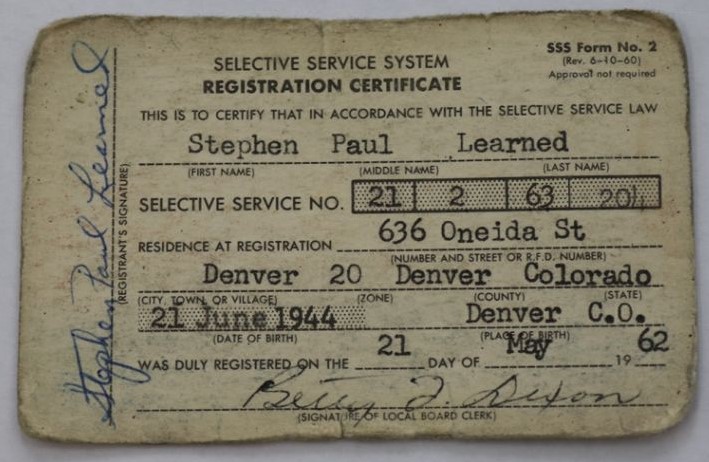 SELECTIVE SERVICE SYSTEM
REGISTRATION CERTIFICATE
SSS Form No. 2
(Rev. 6-10-60)
Approval not required
THIS IS TO CERTIFY THAT IN ACCORDANCE WITH THE SELECTIVE SERVICE LAW
Stephen Paul Learned
(FIRST NAME) (MIDDLE NAME) (LAST NAME)
SELECTIVE SERVICE NO. 21 2 63 204
636 Oneida St
RESIDENCE AT REGISTRATION
(NUMBER AND STREET OR R.F.D. NUMBER)
Denver 20 Denver Colorado
(CITY, TOWN, OR VILLAGE) (ZONE) (COUNTY) (STATE)
21 June 1944 Denver C.O.
(DATE OF BIRTH) (PLACE OF BIRTH)
WAS DULY REGISTERED ON THE 21 DAY OF May 19 62
Betty J. Dixon
(SIGNATURE OF LOCAL BOARD CLERK)
Stephen Paul Learned
(REGISTRANT'S SIGNATURE)